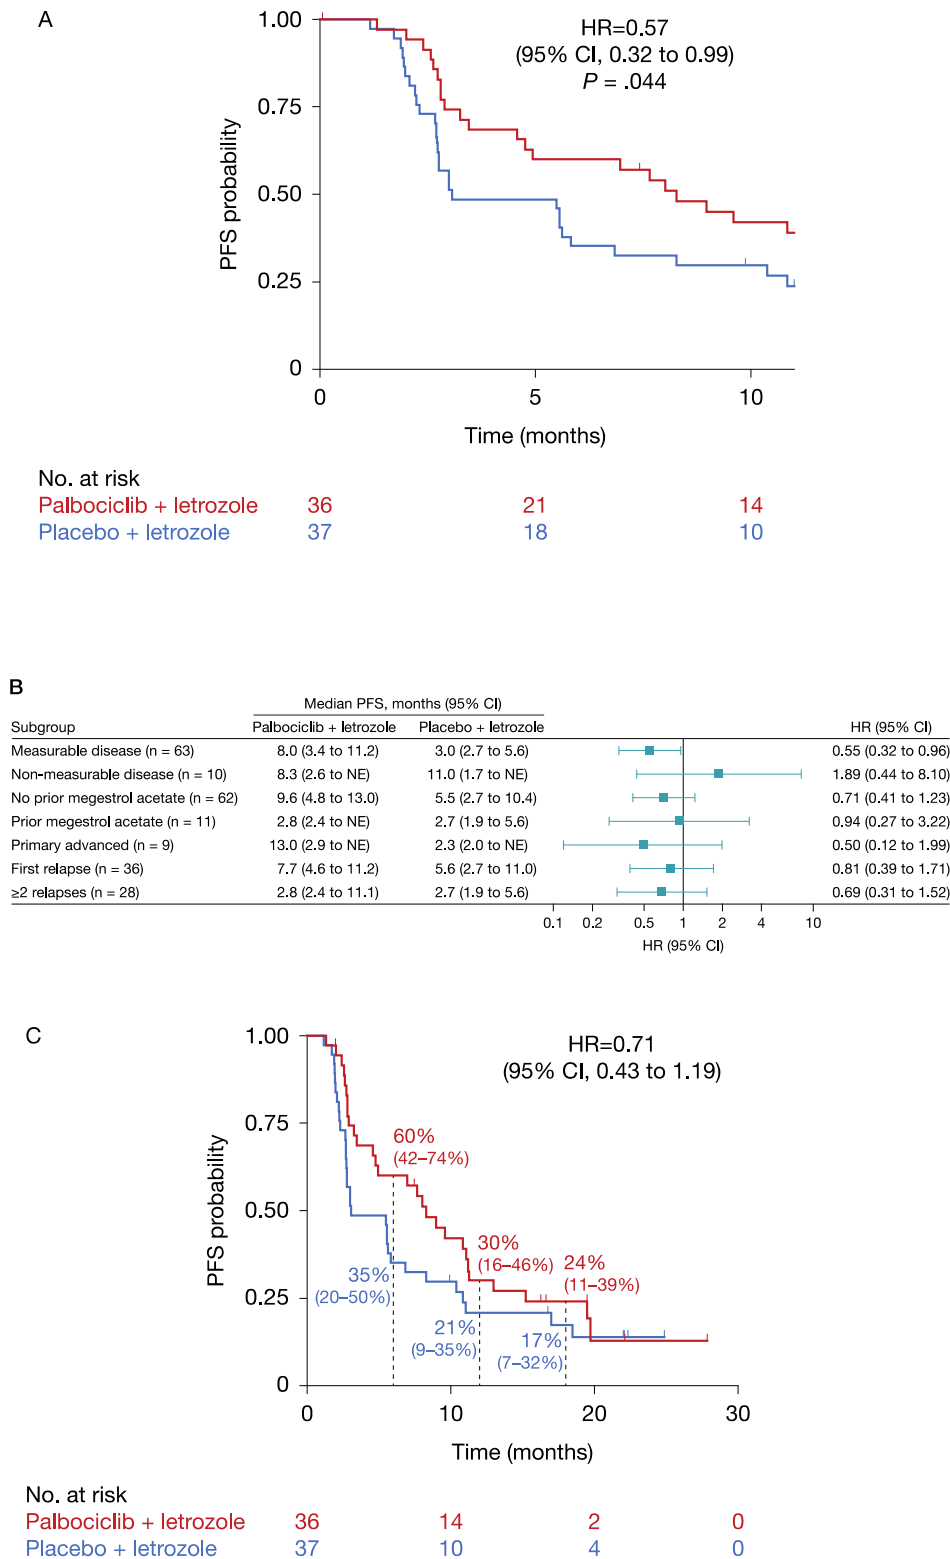 A
HR=0.57
(95% CI, 0.32 to 0.99)
P = .044
PFS probability
1.00
0.75
0.50
0.25
0
0 5 10
Time (months)
No. at risk
Palbociclib + letrozole 36 21 14
Placebo + letrozole 37 18 10
B
Median PFS, months (95% CI)
Subgroup Palbociclib + letrozole Placebo + letrozole HR (95% CI)
Measurable disease (n = 63) 8.0 (3.4 to 11.2) 3.0 (2.7 to 5.6) 0.55 (0.32 to 0.96)
Non-measurable disease (n = 10) 8.3 (2.6 to NE) 11.0 (1.7 to NE) 1.89 (0.44 to 8.10)
No prior megestrol acetate (n = 62) 9.6 (4.8 to 13.0) 5.5 (2.7 to 10.4) 0.71 (0.41 to 1.23)
Prior megestrol acetate (n = 11) 2.8 (2.4 to NE) 2.7 (1.9 to 5.6) 0.94 (0.27 to 3.22)
Primary advanced (n = 9) 13.0 (2.9 to NE) 2.3 (2.0 to NE) 0.50 (0.12 to 1.99)
First relapse (n = 36) 7.7 (4.6 to 11.2) 5.6 (2.7 to 11.0) 0.81 (0.39 to 1.71)
≥2 relapses (n = 28) 2.8 (2.4 to 11.1) 2.7 (1.9 to 5.6) 0.69 (0.31 to 1.52)
0.1 0.2 0.5 1 2 4 10
HR (95% CI)
C
HR=0.71
(95% CI, 0.43 to 1.19)
PFS probability
1.00
0.75
0.50
0.25
0
60%
(42–74%)
30%
(16–46%)
24%
(11–39%)
35%
(20–50%)
21%
(9–35%)
17%
(7–32%)
0 10 20 30
Time (months)
No. at risk
Palbociclib + letrozole 36 14 2 0
Placebo + letrozole 37 10 4 0